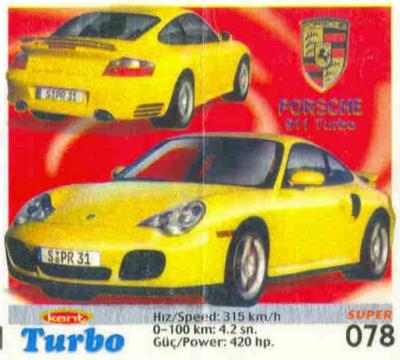 S PR 31
PORSCHE
PORSCHE
911 Turbo
S PR 31
kent
Turbo
Hız/Speed: 315 km/h
0-100 km: 4.2 sn.
Güç/Power: 420 hp.
SUPER
078